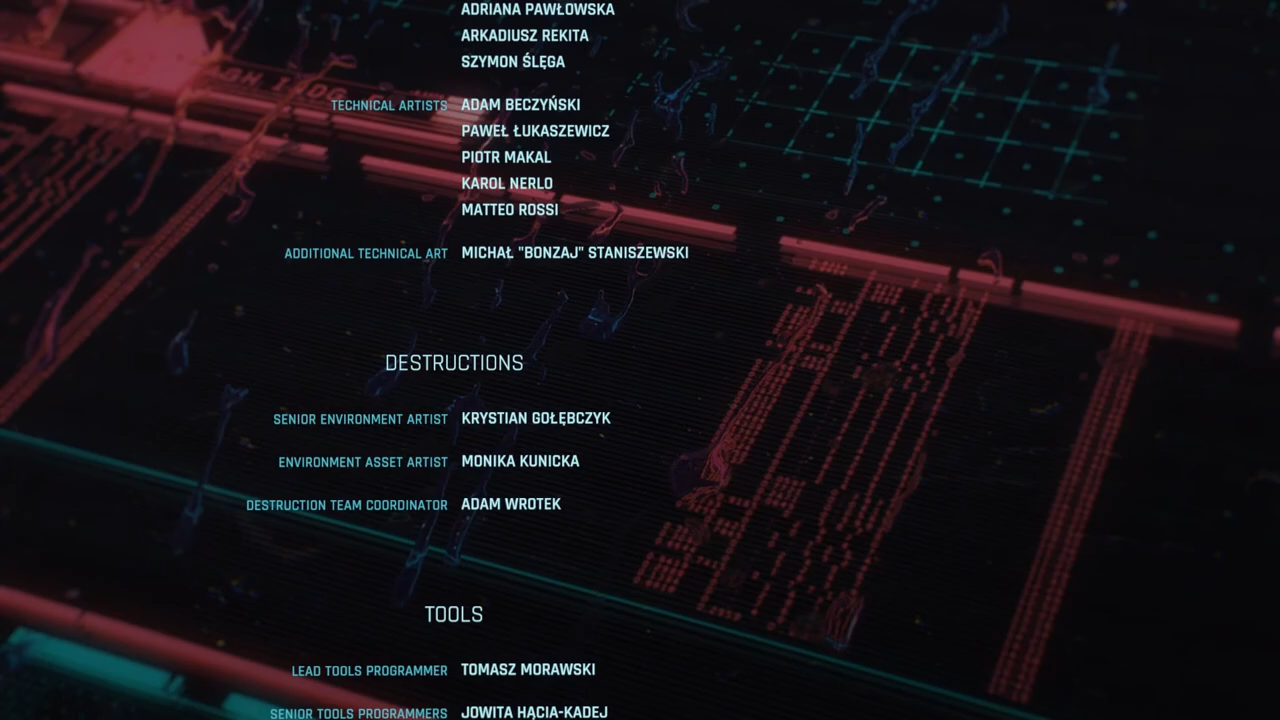 ADRIANA PAWŁOWSKA
ARKADIUSZ REKITA
SZYMON ŚLĘGA
TECHNICAL ARTISTS ADAM BECZYŃSKI
PAWEŁ ŁUKASZEWICZ
PIOTR MAKAL
KAROL NERLO
MATTEO ROSSI
ADDITIONAL TECHNICAL ART MICHAŁ "BONZAJ" STANISZEWSKI
DESTRUCTIONS
SENIOR ENVIRONMENT ARTIST KRYSTIAN GOŁĘBCZYK
ENVIRONMENT ASSET ARTIST MONIKA KUNICKA
DESTRUCTION TEAM COORDINATOR ADAM WROTEK
TOOLS
LEAD TOOLS PROGRAMMER TOMASZ MORAWSKI
SENIOR TOOLS PROGRAMMERS JOWITA HĄCIA-KADEJ